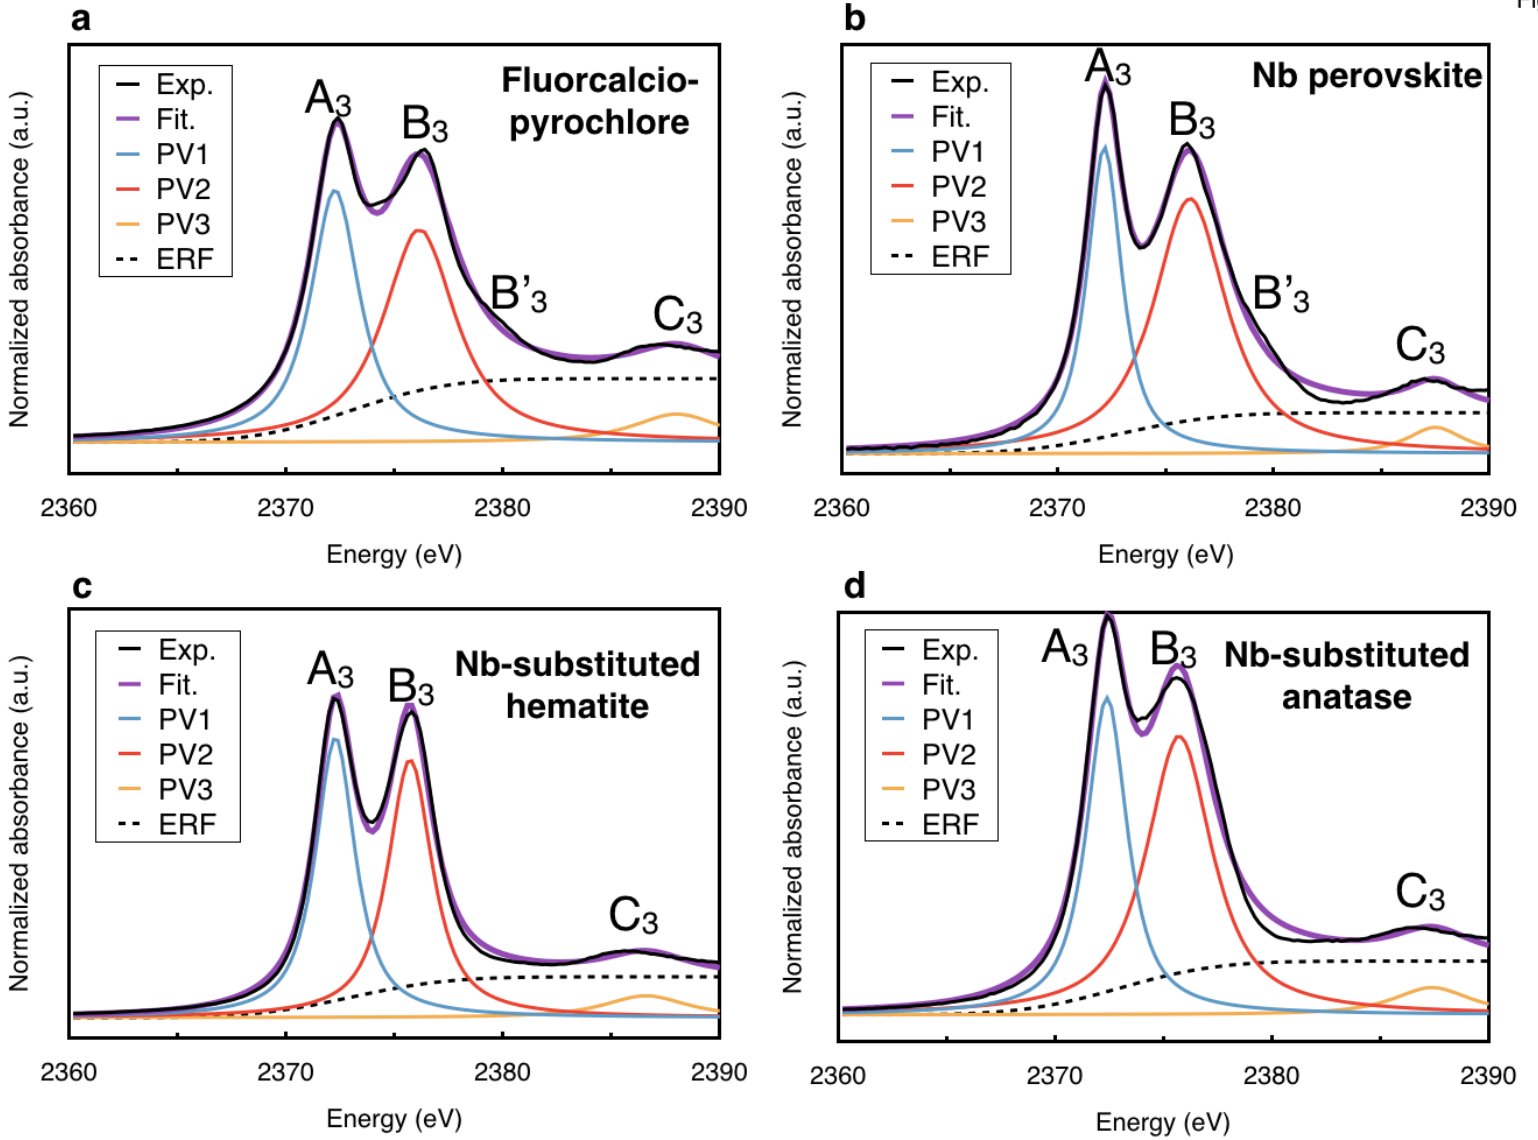 a
Normalized absorbance (a.u.)
Exp.
Fit.
PV1
PV2
PV3
ERF
Fluorcalcio-
pyrochlore
A3
B3
B’3
C3
2360 2370 2380 2390
Energy (eV)
b
Normalized absorbance (a.u.)
Exp.
Fit.
PV1
PV2
PV3
ERF
Nb perovskite
A3
B3
B’3
C3
2360 2370 2380 2390
Energy (eV)
c
Normalized absorbance (a.u.)
Exp.
Fit.
PV1
PV2
PV3
ERF
Nb-substituted
hematite
A3
B3
C3
2360 2370 2380 2390
Energy (eV)
d
Normalized absorbance (a.u.)
Exp.
Fit.
PV1
PV2
PV3
ERF
Nb-substituted
anatase
A3
B3
C3
2360 2370 2380 2390
Energy (eV)